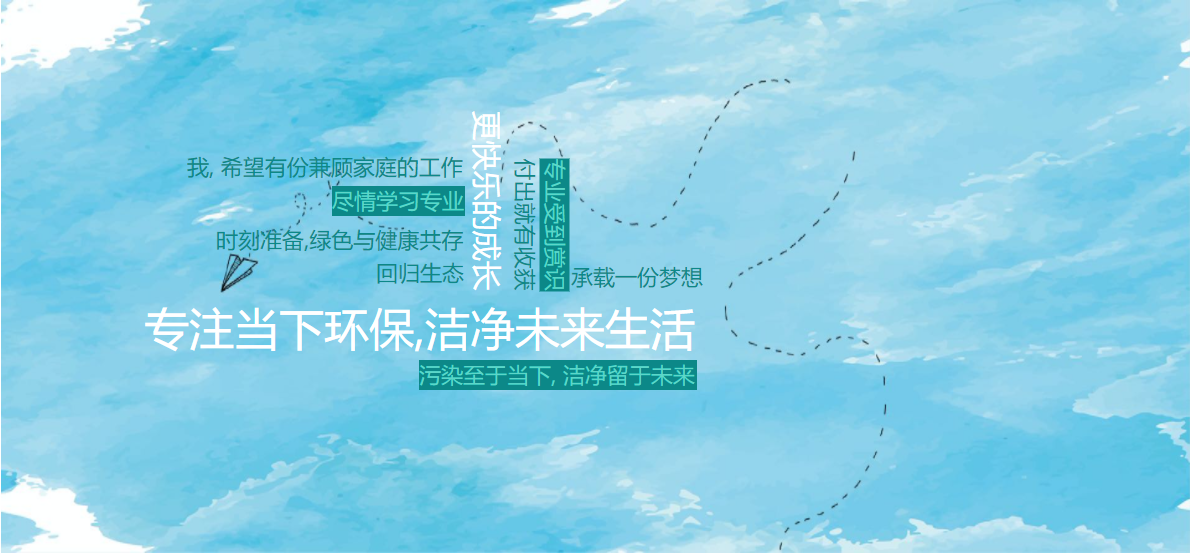 我, 希望有份兼顾家庭的工作
尽情学习专业
时刻准备,绿色与健康共存
回归生态
更快乐的成长
付出就有收获
专业受到赏识
承载一份梦想
专注当下环保,洁净未来生活
污染至于当下, 洁净留于未来